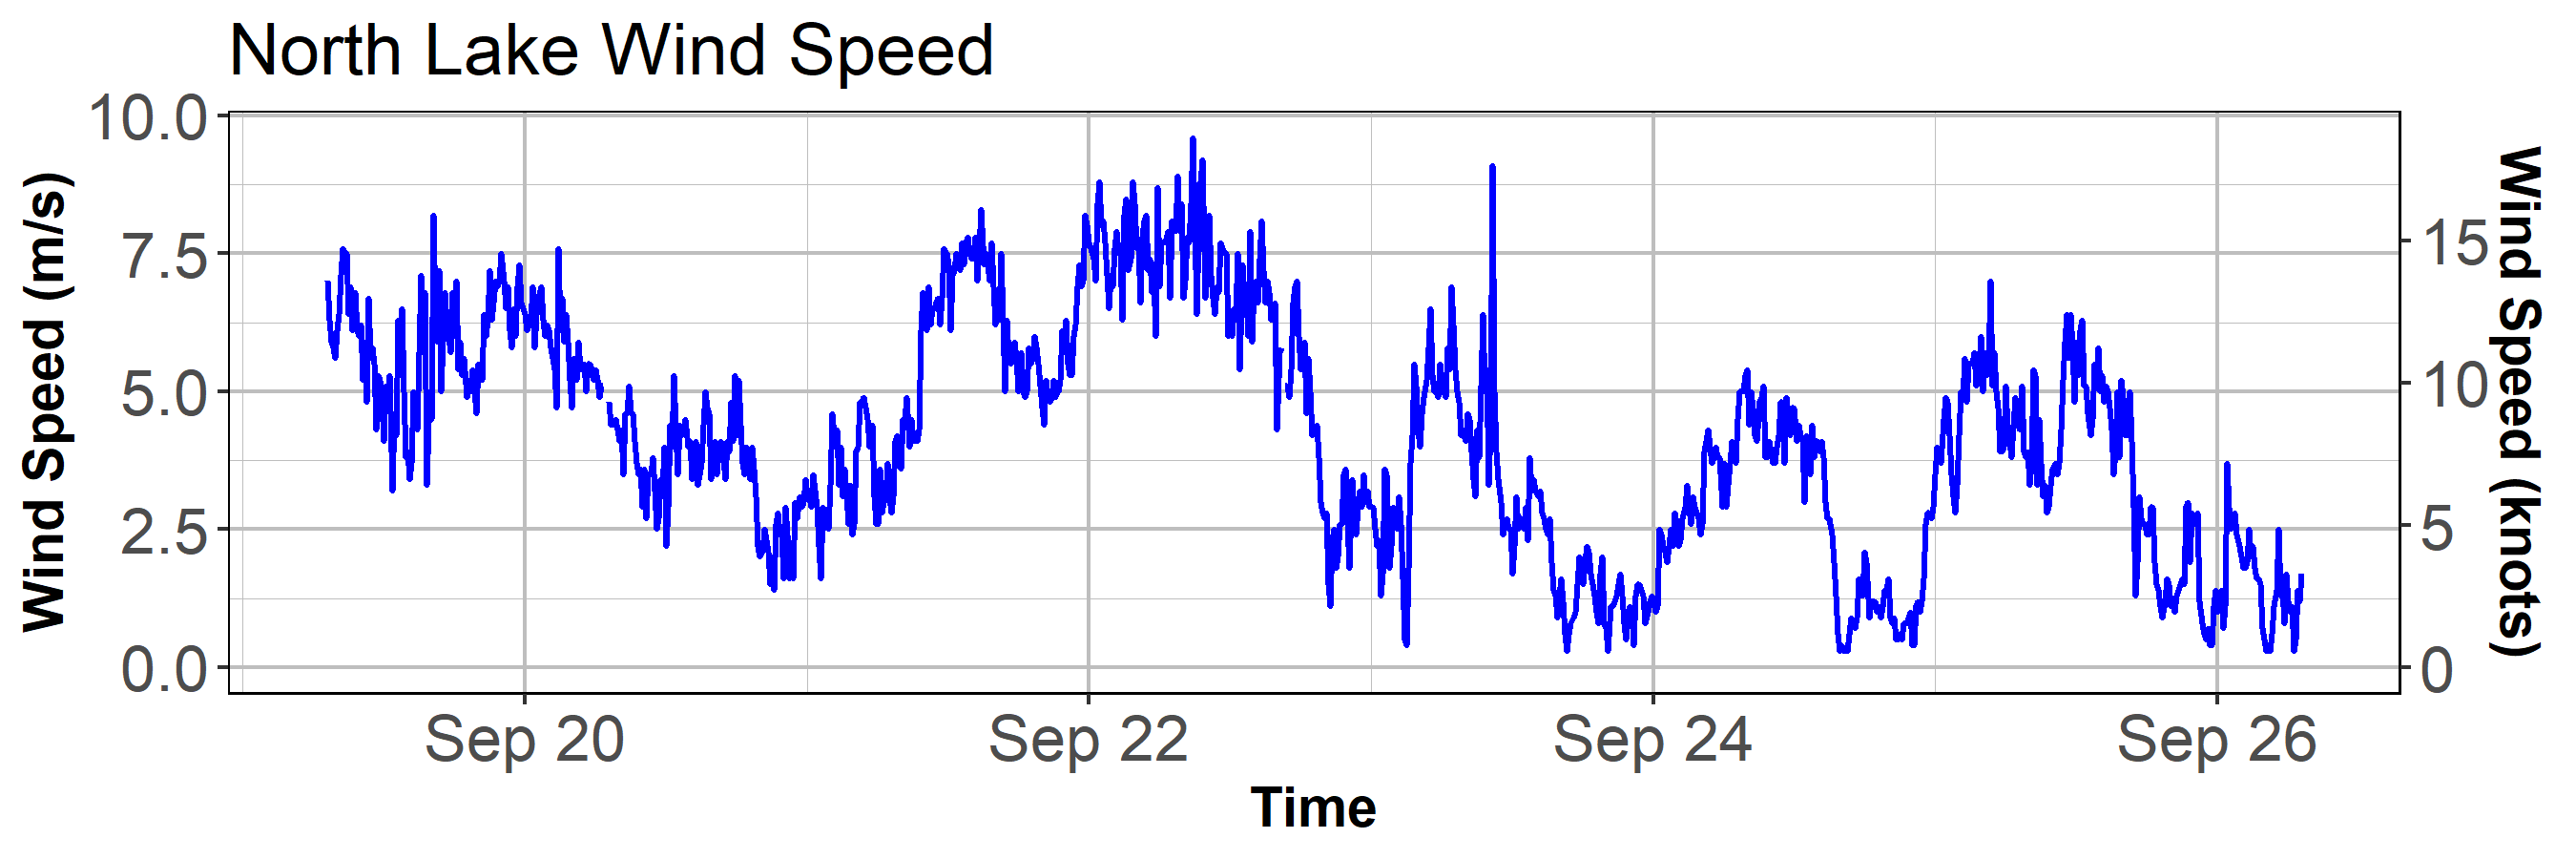 North Lake Wind Speed
Wind Speed (m/s)
10.0
7.5
5.0
2.5
0.0
Wind Speed (knots)
15
10
5
0
Sep 20
Sep 22
Sep 24
Sep 26
Time